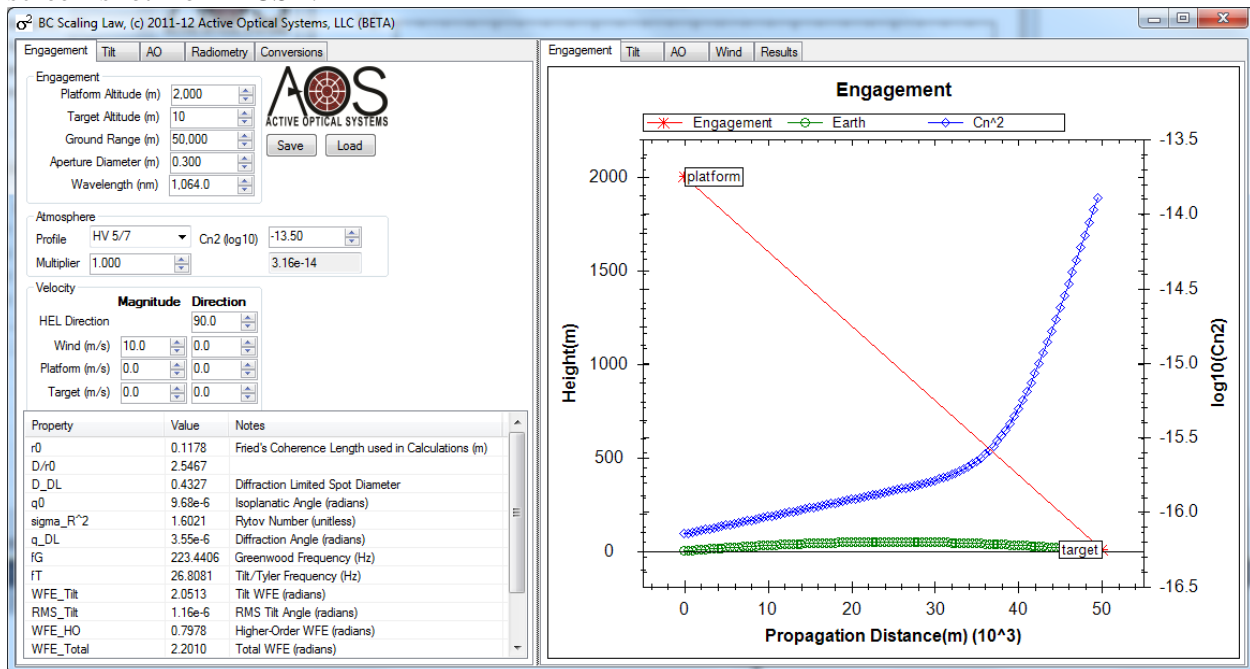 σ² BC Scaling Law, (c) 2011-12 Active Optical Systems, LLC (BETA)
Engagement Tilt AO Radiometry Conversions
Engagement
Platform Altitude (m) 2,000
Target Altitude (m) 10
Ground Range (m) 50,000
Aperture Diameter (m) 0.300
Wavelength (nm) 1,064.0
AOS
ACTIVE OPTICAL SYSTEMS
Save Load
Atmosphere
Profile HV 5/7 Cn2 (log10) -13.50
Multiplier 1.000 3.16e-14
Velocity
Magnitude Direction
HEL Direction 90.0
Wind (m/s) 10.0 0.0
Platform (m/s) 0.0 0.0
Target (m/s) 0.0 0.0
Property Value Notes
r0 0.1178 Fried's Coherence Length used in Calculations (m)
D/r0 2.5467
D_DL 0.4327 Diffraction Limited Spot Diameter
q0 9.68e-6 Isoplanatic Angle (radians)
sigma_R^2 1.6021 Rytov Number (unitless)
q_DL 3.55e-6 Diffraction Angle (radians)
fG 223.4406 Greenwood Frequency (Hz)
fT 26.8081 Tilt/Tyler Frequency (Hz)
WFE_Tilt 2.0513 Tilt WFE (radians)
RMS_Tilt 1.16e-6 RMS Tilt Angle (radians)
WFE_HO 0.7978 Higher-Order WFE (radians)
WFE_Total 2.2010 Total WFE (radians)
Engagement Tilt AO Wind Results
Engagement
Engagement Earth Cn^2
Height(m)
2000
1500
1000
500
0
platform
target
-13.5
-14.0
-14.5
-15.0
-15.5
-16.0
-16.5
log10(Cn2)
0 10 20 30 40 50
Propagation Distance(m) (10^3)